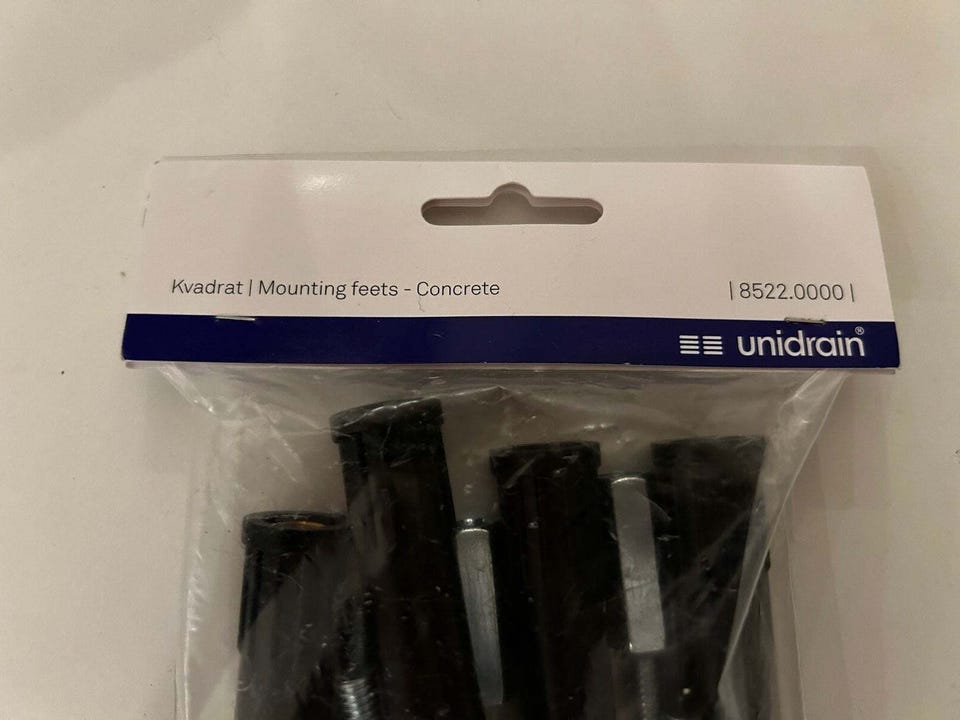 Kvadrat | Mounting feets - Concrete | 8522.0000 |
unidrain®